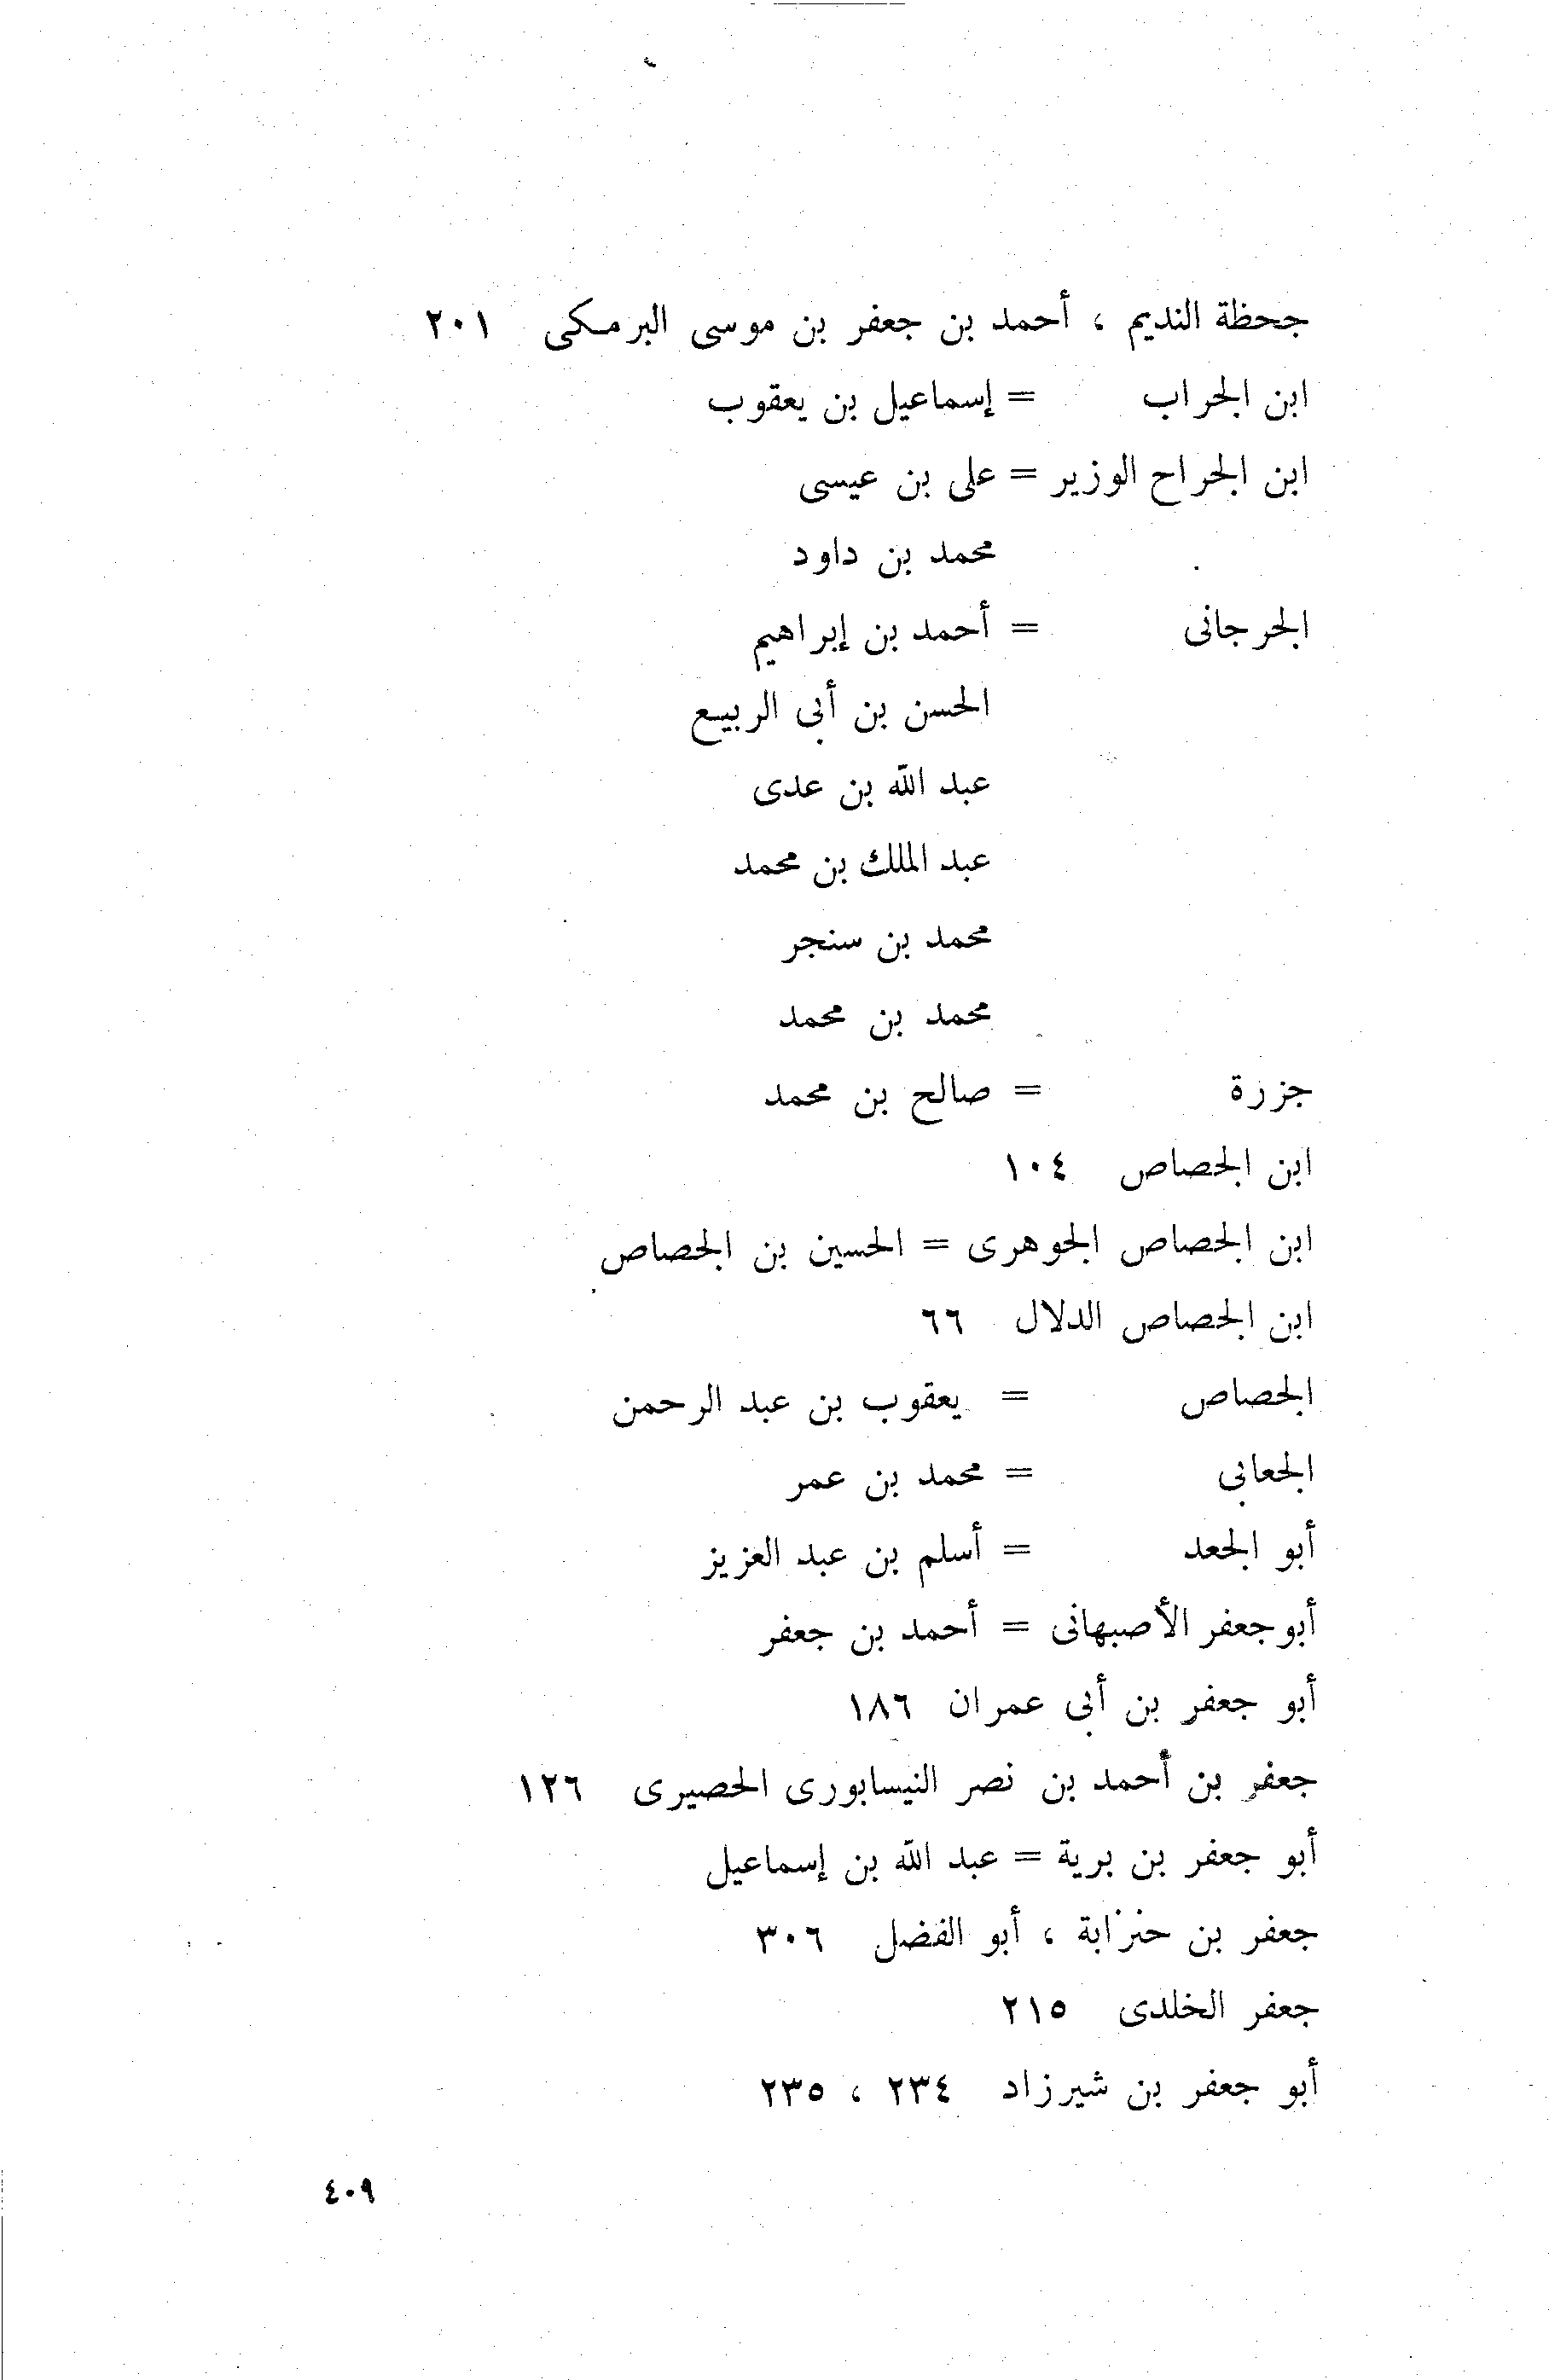 جحظة النديم ، أحمد بن جعفر بن موسى البرمكى ٢٠١
ابن الجراب = إسماعيل بن يعقوب
ابن الجراح الوزير = على بن عيسى
محمد بن داود
الجرجانى = أحمد بن إبراهيم
الحسن بن أبى الربيع
عبد الله بن عدى
عبد الملك بن محمد
محمد بن سنجر
محمد بن محمد
جزرة = صالح بن محمد
ابن الجصاص ١٠٤
ابن الجصاص الجوهرى = الحسين بن الجصاص
ابن الجصاص الدلال ٦٦
الجصاص = يعقوب بن عبد الرحمن
الجعابى = محمد بن عمر
أبو الجعد = أسلم بن عبد العزيز
أبو جعفر الأصبهانى = أحمد بن جعفر
أبو جعفر بن أبى عمران ١٨٦
جعفر بن أحمد بن نصر النيسابورى الحصيرى ١٢٦
أبو جعفر بن برية = عبد الله بن إسماعيل
جعفر بن حنزابة ، أبو الفضل ٣٠٦
جعفر الخلدى ٢١٥
أبو جعفر بن شيرزاد ٢٣٤ ، ٢٣٥
٤٠٩